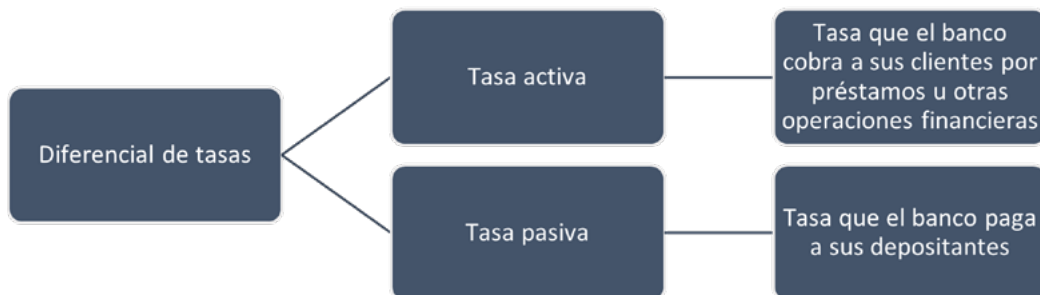 Diferencial de tasas
Tasa activa
Tasa que el banco
cobra a sus clientes por
préstamos u otras
operaciones financieras
Tasa pasiva
Tasa que el banco paga
a sus depositantes